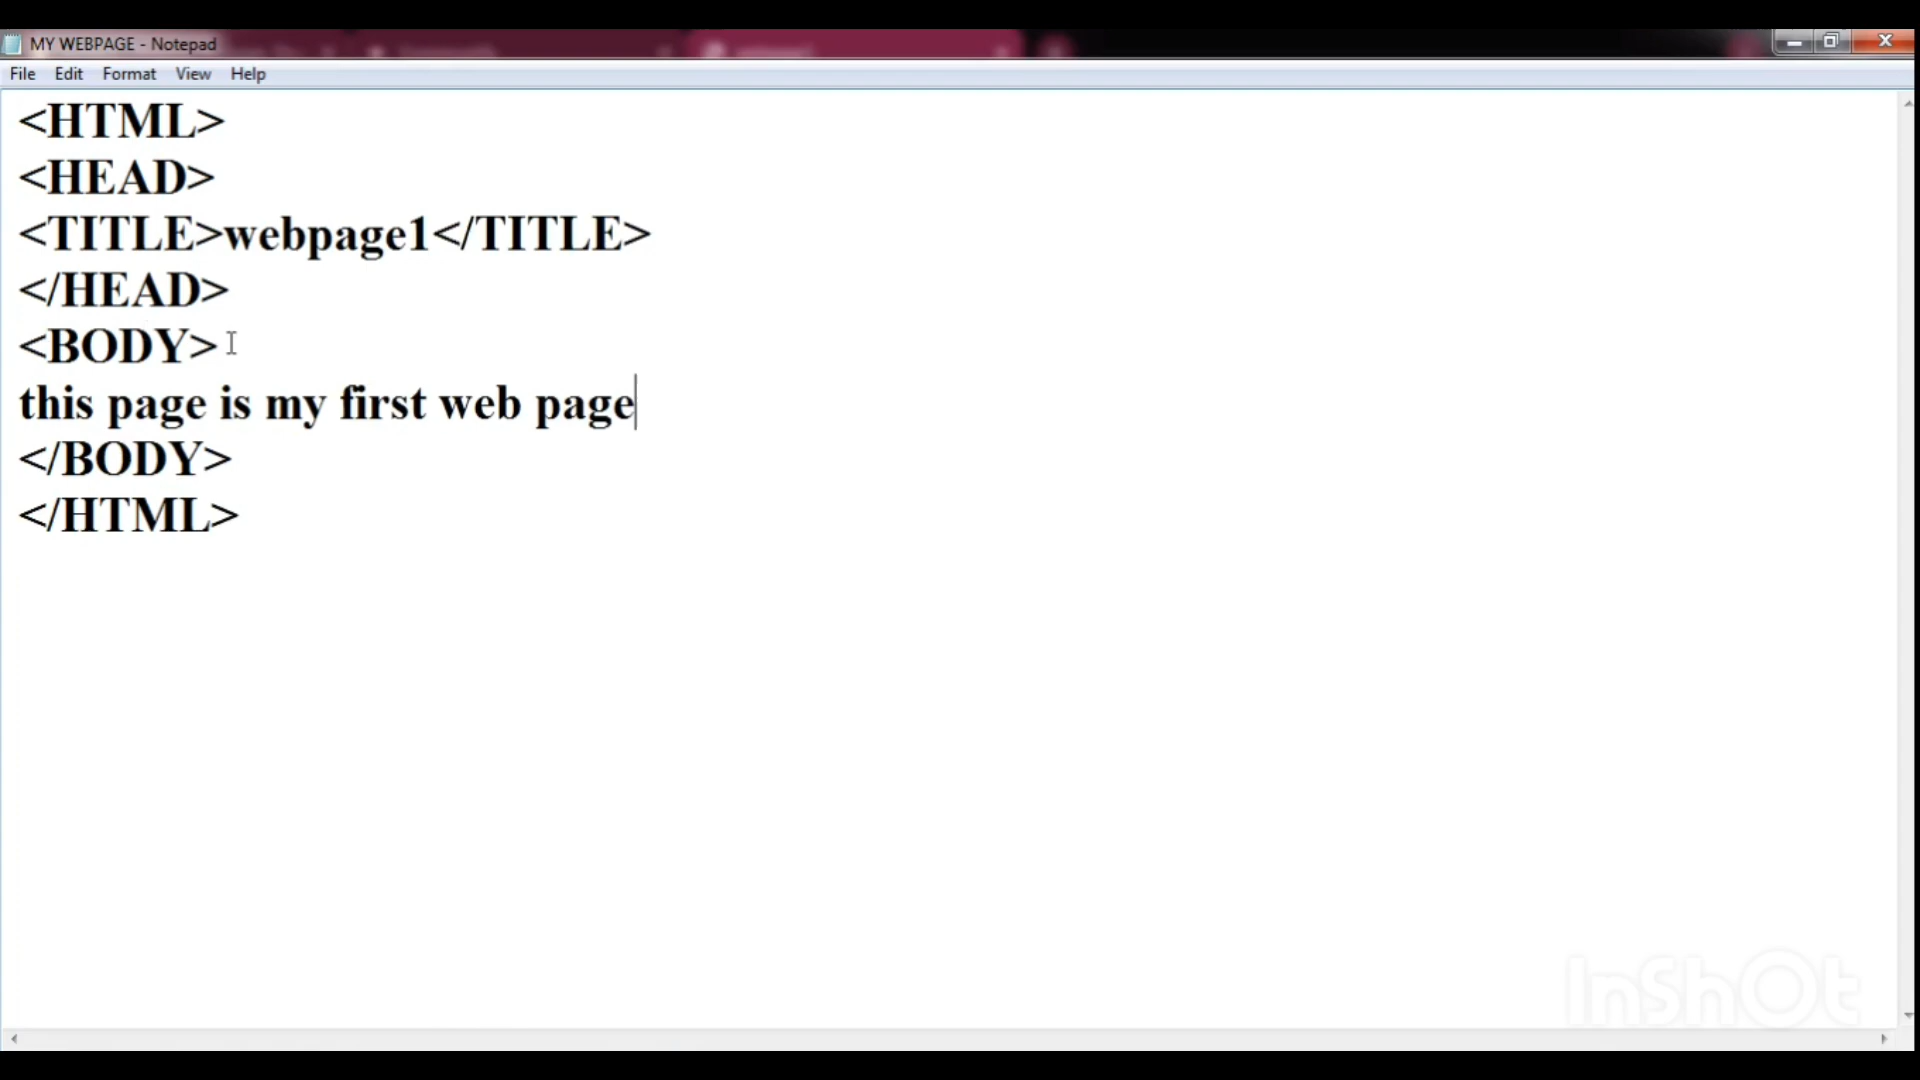 MY WEBPAGE - Notepad
File Edit Format View Help
<HTML>
<HEAD>
<TITLE>webpage1</TITLE>
</HEAD>
<BODY>
this page is my first web page
</BODY>
</HTML>
InShOt